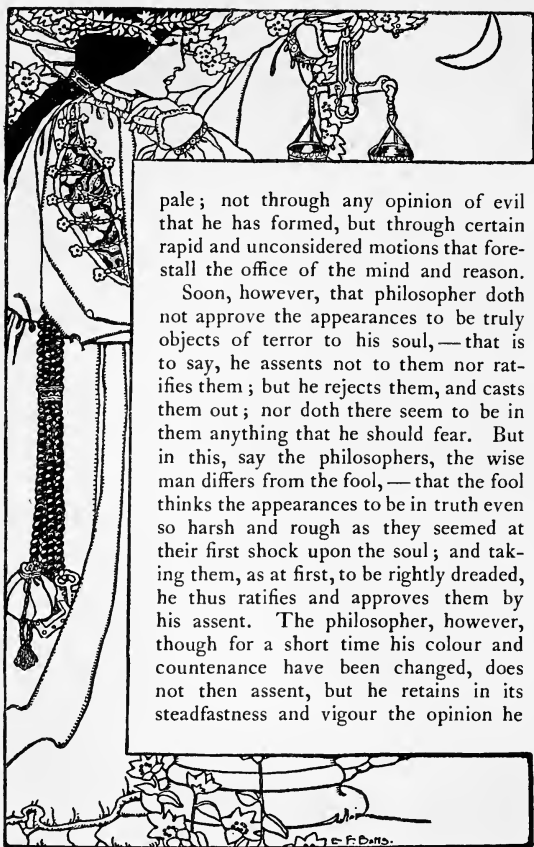 pale; not through any opinion of evil
that he has formed, but through certain
rapid and unconsidered motions that fore-
stall the office of the mind and reason.
Soon, however, that philosopher doth
not approve the appearances to be truly
objects of terror to his soul,—that is
to say, he assents not to them nor rat-
ifies them; but he rejects them, and casts
them out; nor doth there seem to be in
them anything that he should fear. But
in this, say the philosophers, the wise
man differs from the fool,—that the fool
thinks the appearances to be in truth even
so harsh and rough as they seemed at
their first shock upon the soul; and tak-
ing them, as at first, to be rightly dreaded,
he thus ratifies and approves them by
his assent. The philosopher, however,
though for a short time his colour and
countenance have been changed, does
not then assent, but he retains in its
steadfastness and vigour the opinion he